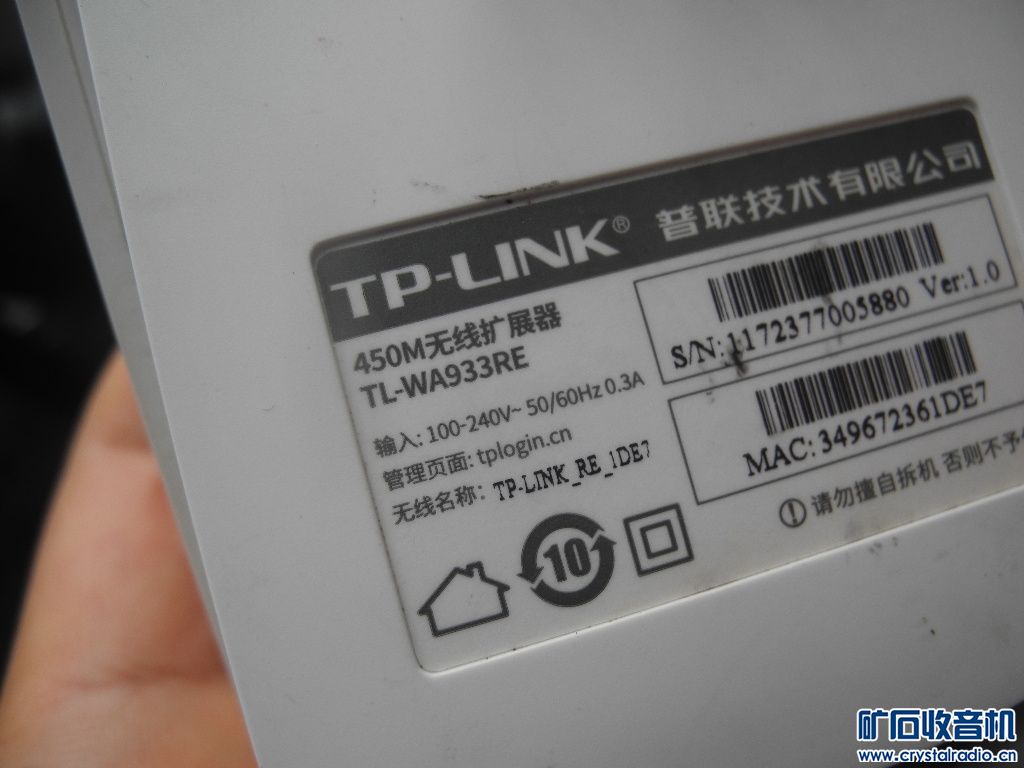 TP-LINK® 普联技术有限公司
450M无线扩展器
TL-WA933RE
输入: 100-240V~ 50/60Hz 0.3A
管理页面: tplogin.cn
无线名称: TP-LINK_RE_1DE7
10
S/N:1172377005880 Ver:1.0
MAC:349672361DE7
请勿擅自拆机 否则不予
矿石收音机
www.crystalradio.cn